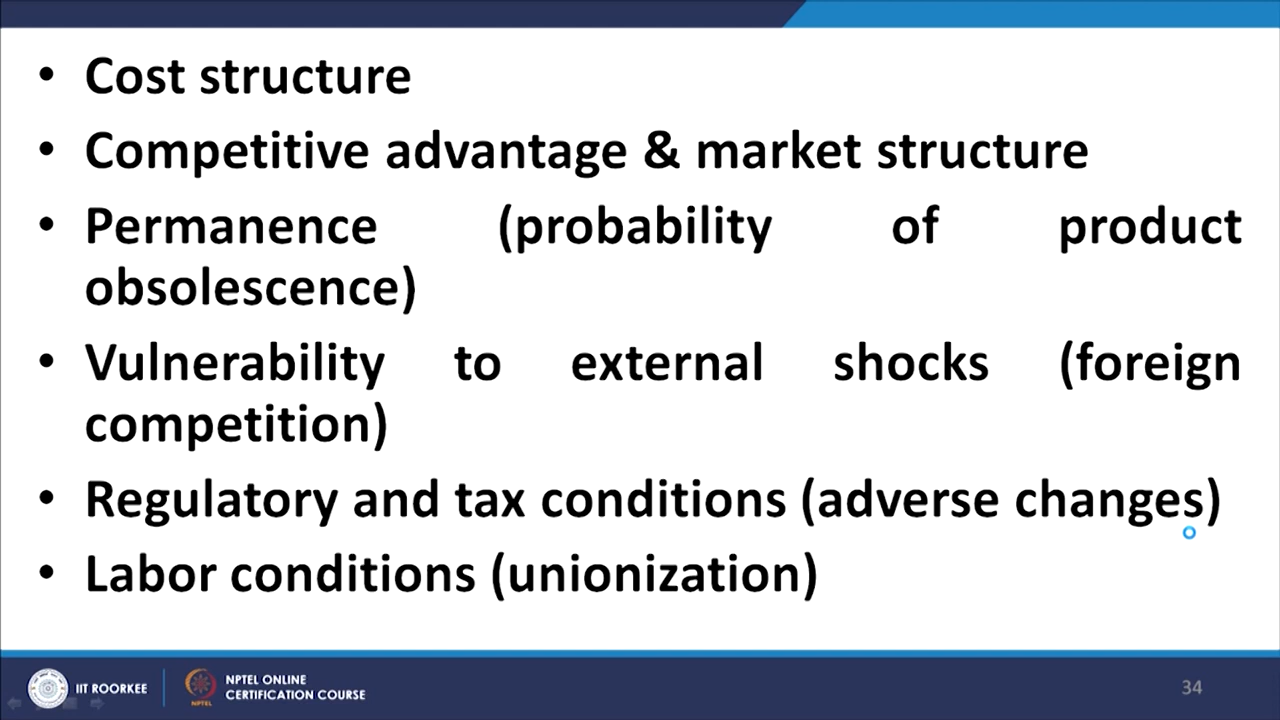 • Cost structure
• Competitive advantage & market structure
• Permanence (probability of product
obsolescence)
• Vulnerability to external shocks (foreign
competition)
• Regulatory and tax conditions (adverse changes)
• Labor conditions (unionization)
IIT ROORKEE
NPTEL
NPTEL ONLINE
CERTIFICATION COURSE
34